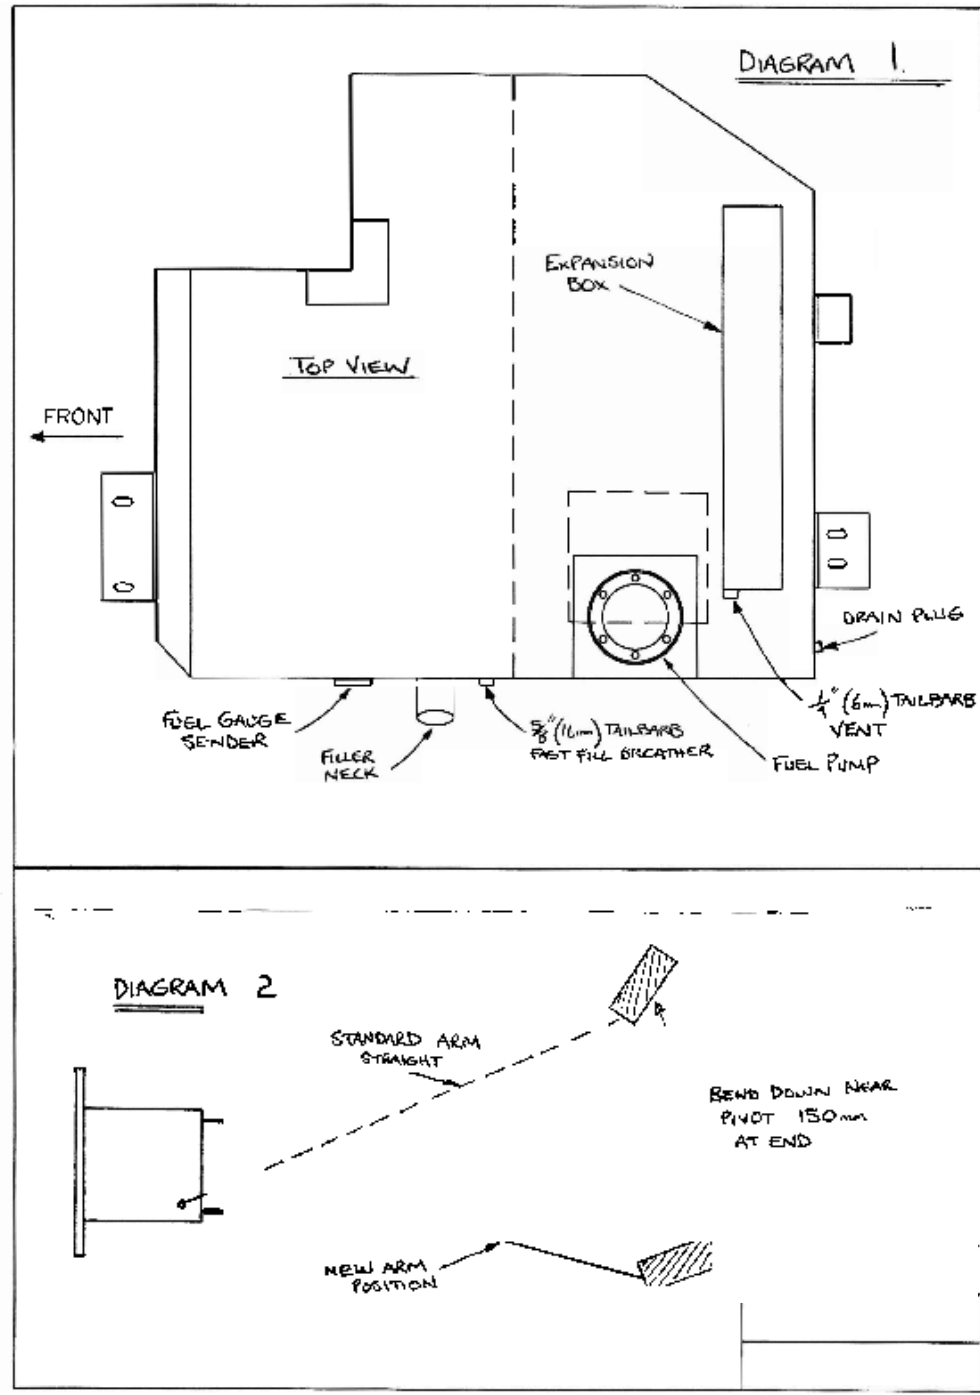 DIAGRAM 1.
EXPANSION
BOX
TOP VIEW
FRONT
DRAIN PLUG
1/4" (6mm) TAILBARB
VENT
FUEL GAUGE
SENDER
FILLER
NECK
5/8" (16mm) TAILBARB
FAST FILL BREATHER
FUEL PUMP
DIAGRAM 2
STANDARD ARM
STRAIGHT
BEND DOWN NEAR
PIVOT 150mm
AT END
NEW ARM
POSITION